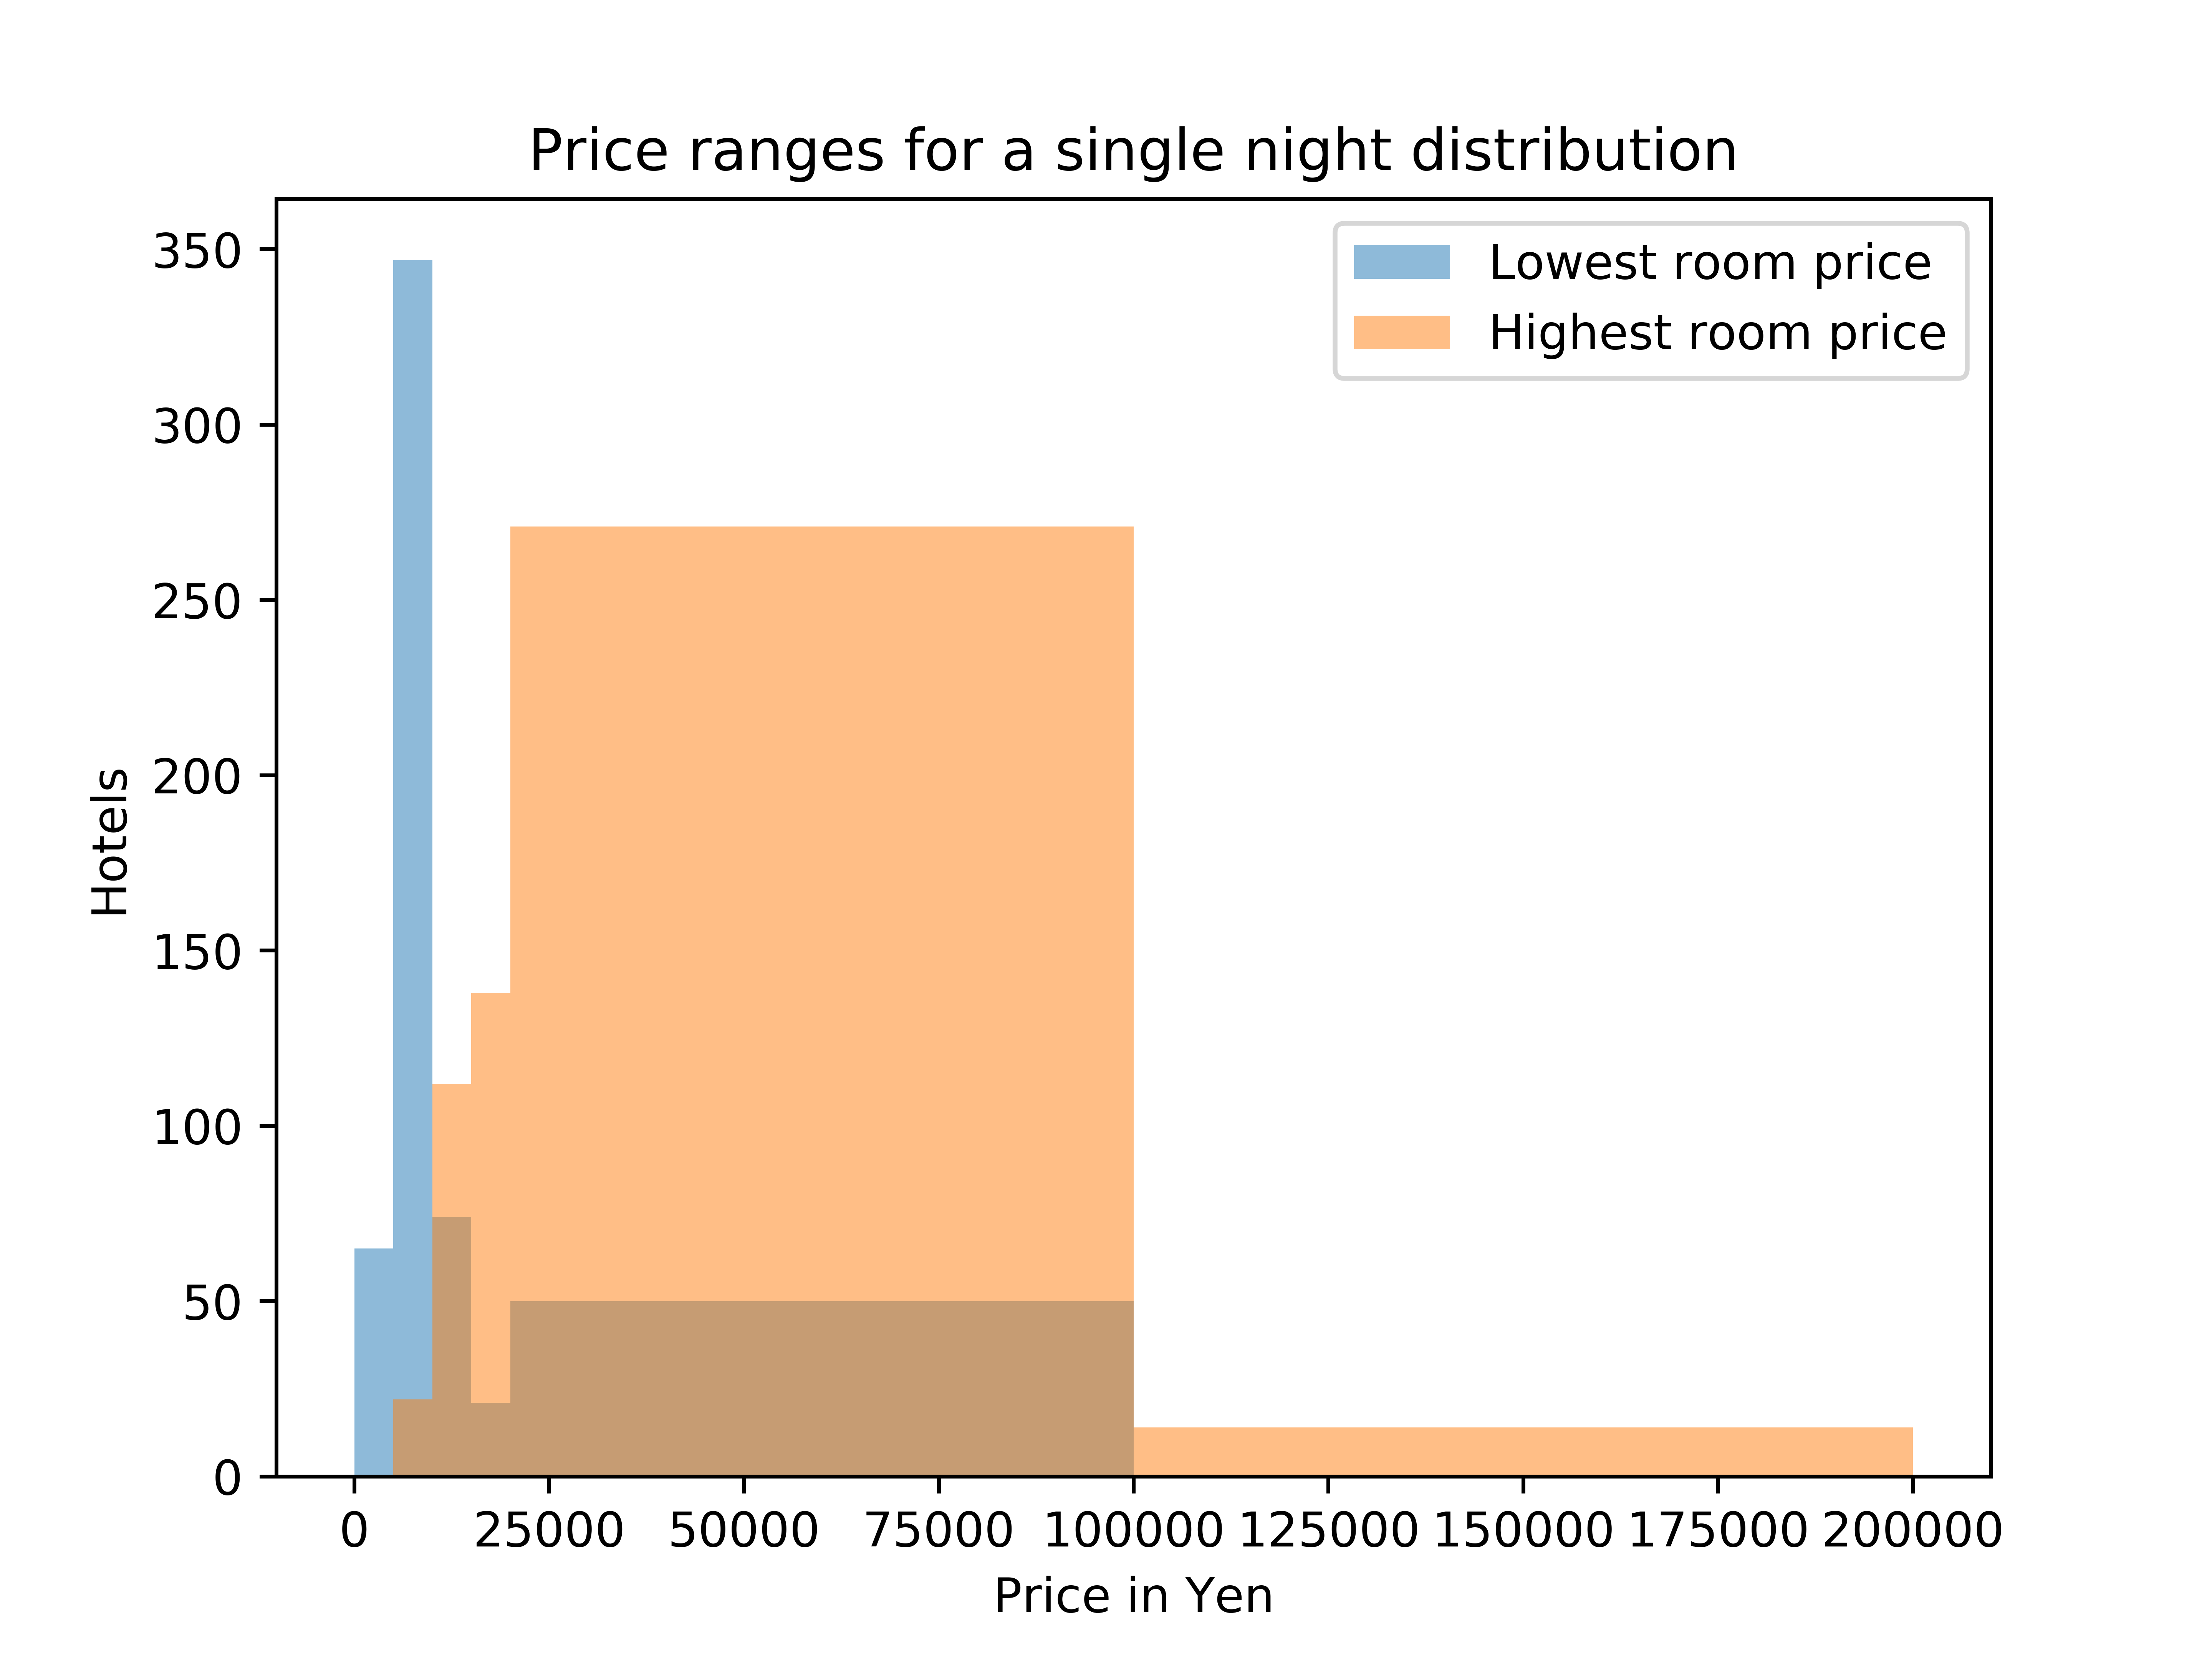 Price ranges for a single night distribution
Lowest room price
Highest room price
350
300
250
200
150
100
50
0
Hotels
0 25000 50000 75000 100000 125000 150000 175000 200000
Price in Yen